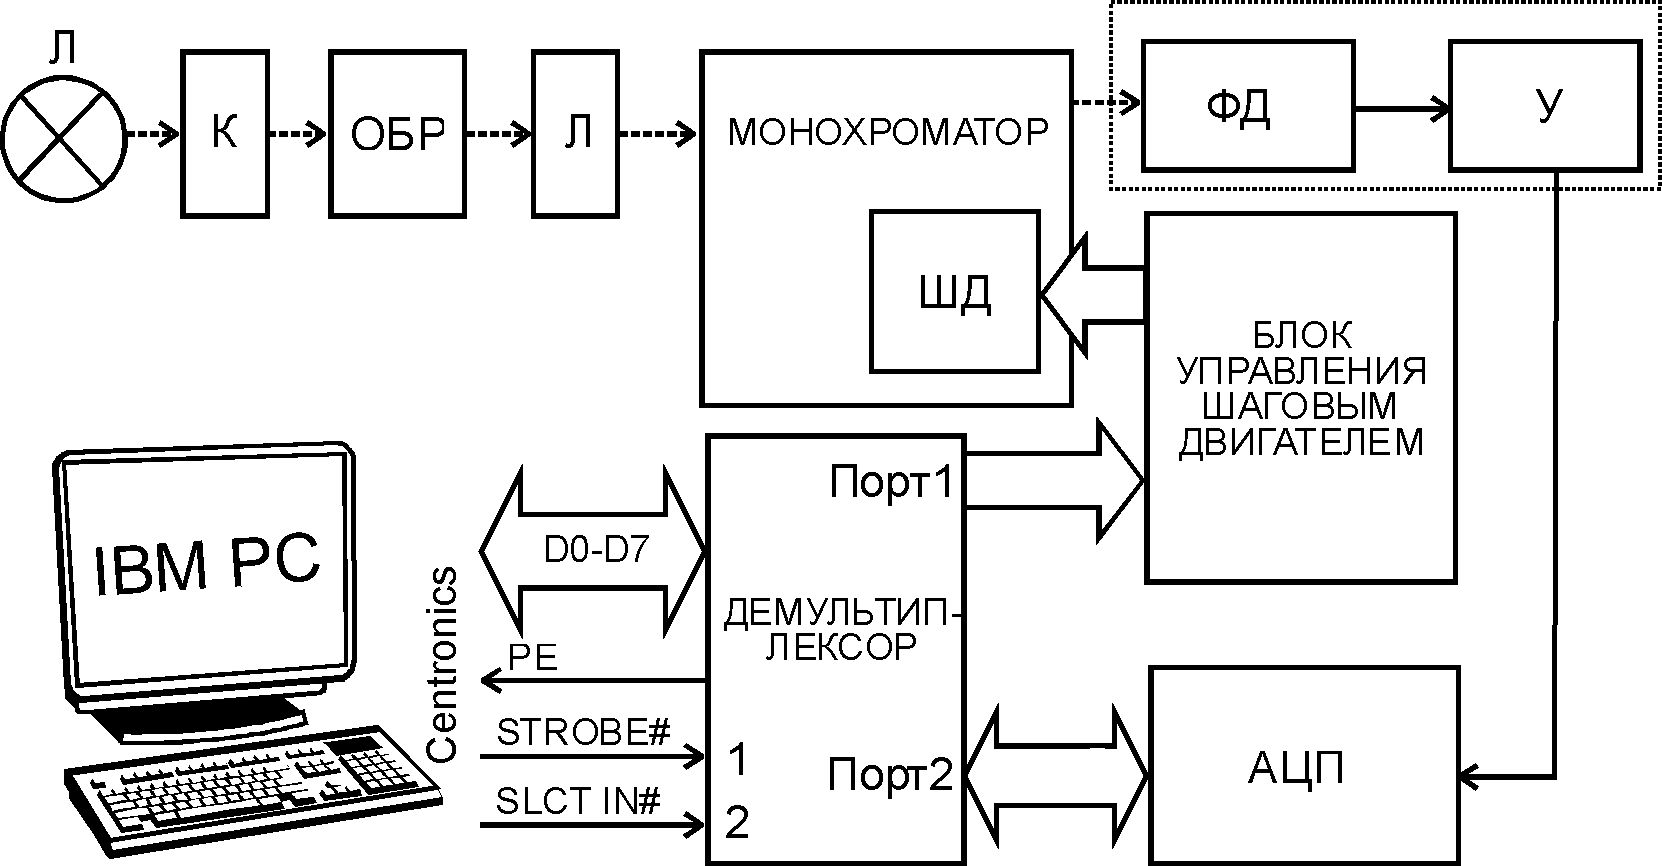 Л
К
ОБР
Л
МОНОХРОМАТОР
ФД
У
ШД
БЛОК
УПРАВЛЕНИЯ
ШАГОВЫМ
ДВИГАТЕЛЕМ
IBM PC
Centronics
D0-D7
PE
STROBE#
SLCT IN#
Порт1
ДЕМУЛЬТИП-
ЛЕКСОР
1
2
Порт2
АЦП